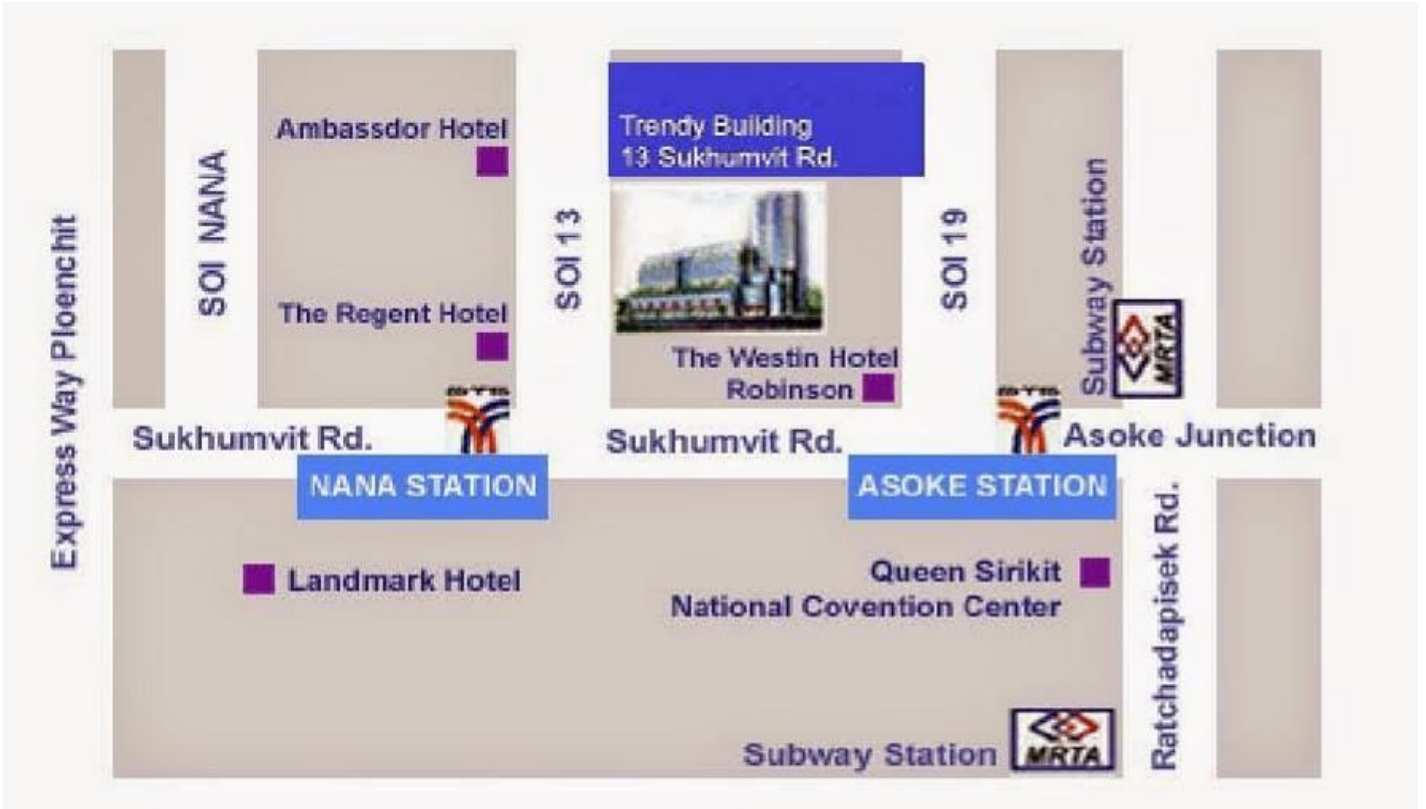 Ambassdor Hotel
Trendy Building
13 Sukhumvit Rd.
SOI NANA
SOI 13
SOI 19
Subway Station
MRTA
Express Way Ploenchit
The Regent Hotel
The Westin Hotel
Robinson
Sukhumvit Rd.
Sukhumvit Rd.
Asoke Junction
NANA STATION
ASOKE STATION
Landmark Hotel
Queen Sirikit
National Covention Center
Ratchadapisek Rd.
Subway Station
MRTA